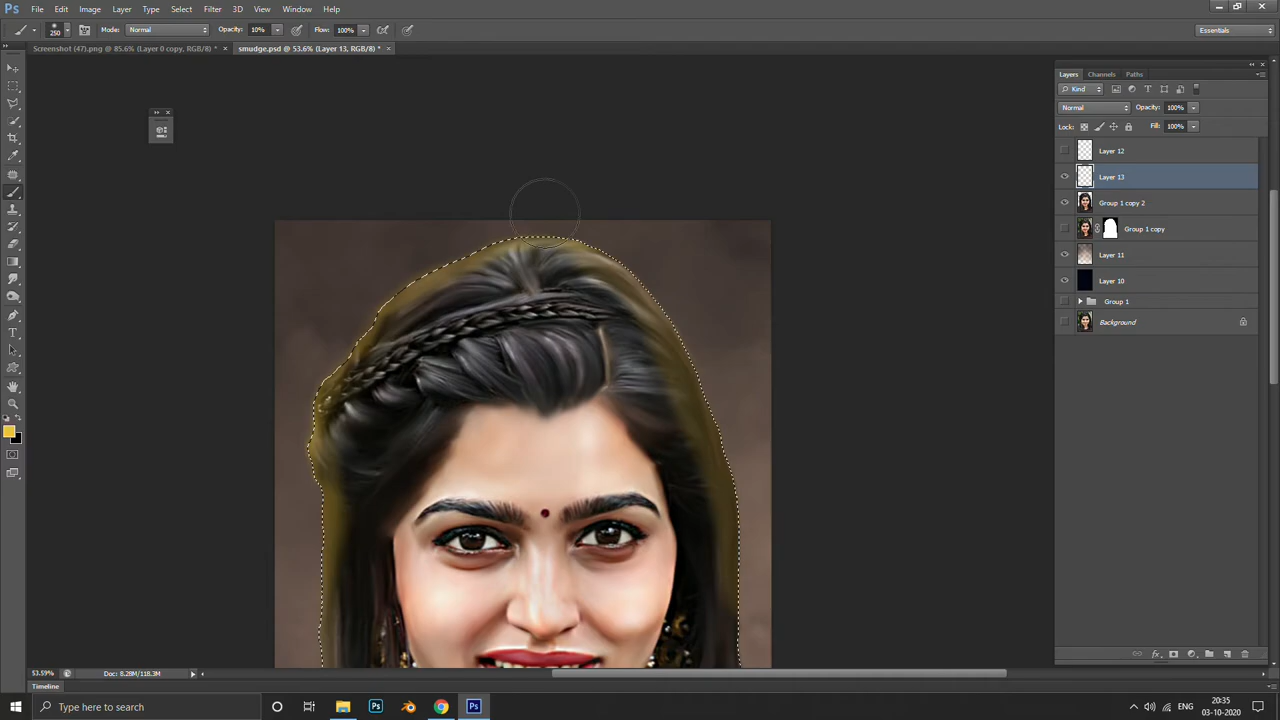 Ps File Edit Image Layer Type Select Filter 3D View Window Help
250 Mode: Normal Opacity: 10% Flow: 100% Essentials
Screenshot (47).png @ 85.6% (Layer 0 copy, RGB/8) * × smudge.psd @ 53.6% (Layer 13, RGB/8) * ×
Layers Channels Paths
Kind
Normal Opacity: 100%
Lock: Fill: 100%
Layer 12
Layer 13
Group 1 copy 2
Group 1 copy
Layer 11
Layer 10
Group 1
Background
53.59% Doc: 8.28M/118.3M
Timeline
Type here to search Ps Ps ENG 20:35
03-10-2020